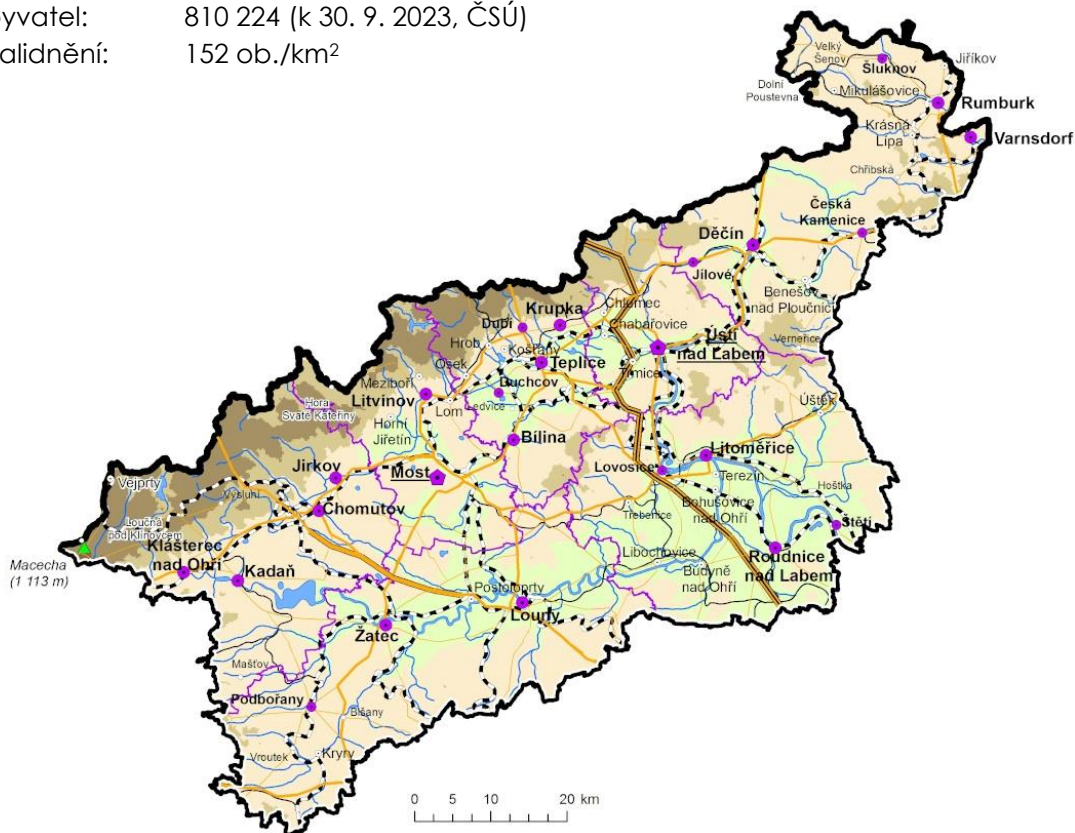 yvatel: 810 224 (k 30. 9. 2023, ČSÚ)
alidnění: 152 ob./km²
Velký
Šenov
Šluknov
Jiříkov
Dolní
Poustevna
Mikulášovice
Rumburk
Krásná
Lípa
Varnsdorf
Chřibská
Česká
Kamenice
Děčín
Jílové
Benešov
nad Ploučnicí
Verneřice
Krupka
Chlumec
Chabařovice
Dubí
Hrob
Košťany
Osek
Teplice
Ústí
nad Labem
Trmice
Duchcov
Ledvice
Meziboří
Litvínov
Lom
Hora
Svaté Kateřiny
Horní
Jiřetín
Bílina
Úštěk
Litoměřice
Lovosice
Terezín
Hoštka
Jirkov
Most
Vejprty
Výsluní
Chomutov
Bohušovice
nad Ohří
Třebenice
Štětí
Loučná
pod Klínovcem
Klášterec
nad Ohří
Kadaň
Macecha
(1 113 m)
Libochovice
Budyně
nad Ohří
Roudnice
nad Labem
Postoloprty
Louny
Žatec
Mašťov
Podbořany
Blšany
Vroutek
Kryry
0 5 10 20 km